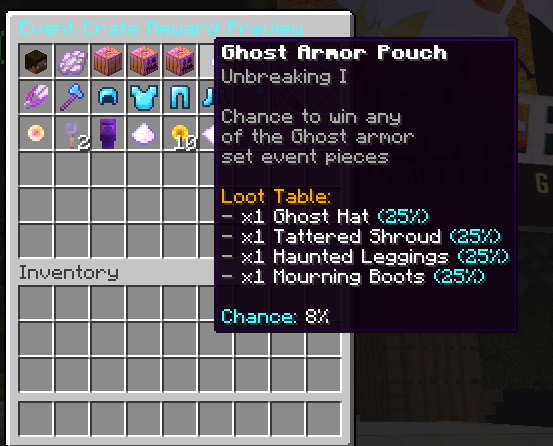 Event Crate Reward Preview
Ghost Armor Pouch
Unbreaking I
Chance to win any
of the Ghost armor
set event pieces
Loot Table:
- x1 Ghost Hat (25%)
- x1 Tattered Shroud (25%)
- x1 Haunted Leggings (25%)
- x1 Mourning Boots (25%)
Chance: 8%
2
10
Inventory
G